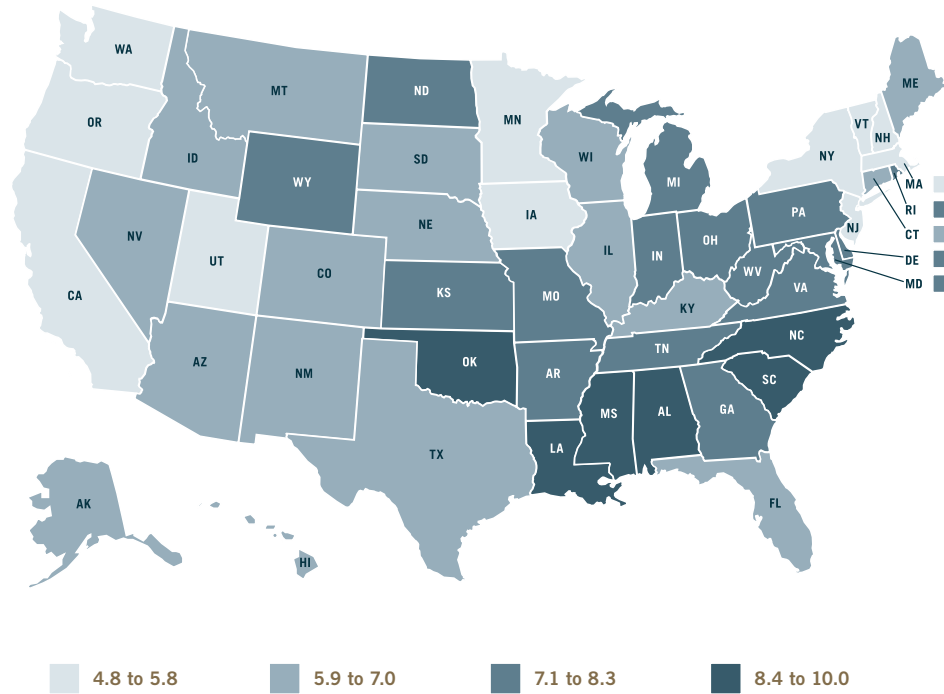 WA
MT
ND
ME
OR
MN
VT
NH
ID
SD
WI
NY
WY
MI
MA
RI
NV
NE
IA
PA
NJ
CT
UT
CO
IL
IN
OH
DE
MD
CA
KS
MO
WV
VA
KY
AZ
NM
OK
AR
TN
NC
SC
MS
AL
GA
TX
LA
AK
FL
HI
4.8 to 5.8
5.9 to 7.0
7.1 to 8.3
8.4 to 10.0